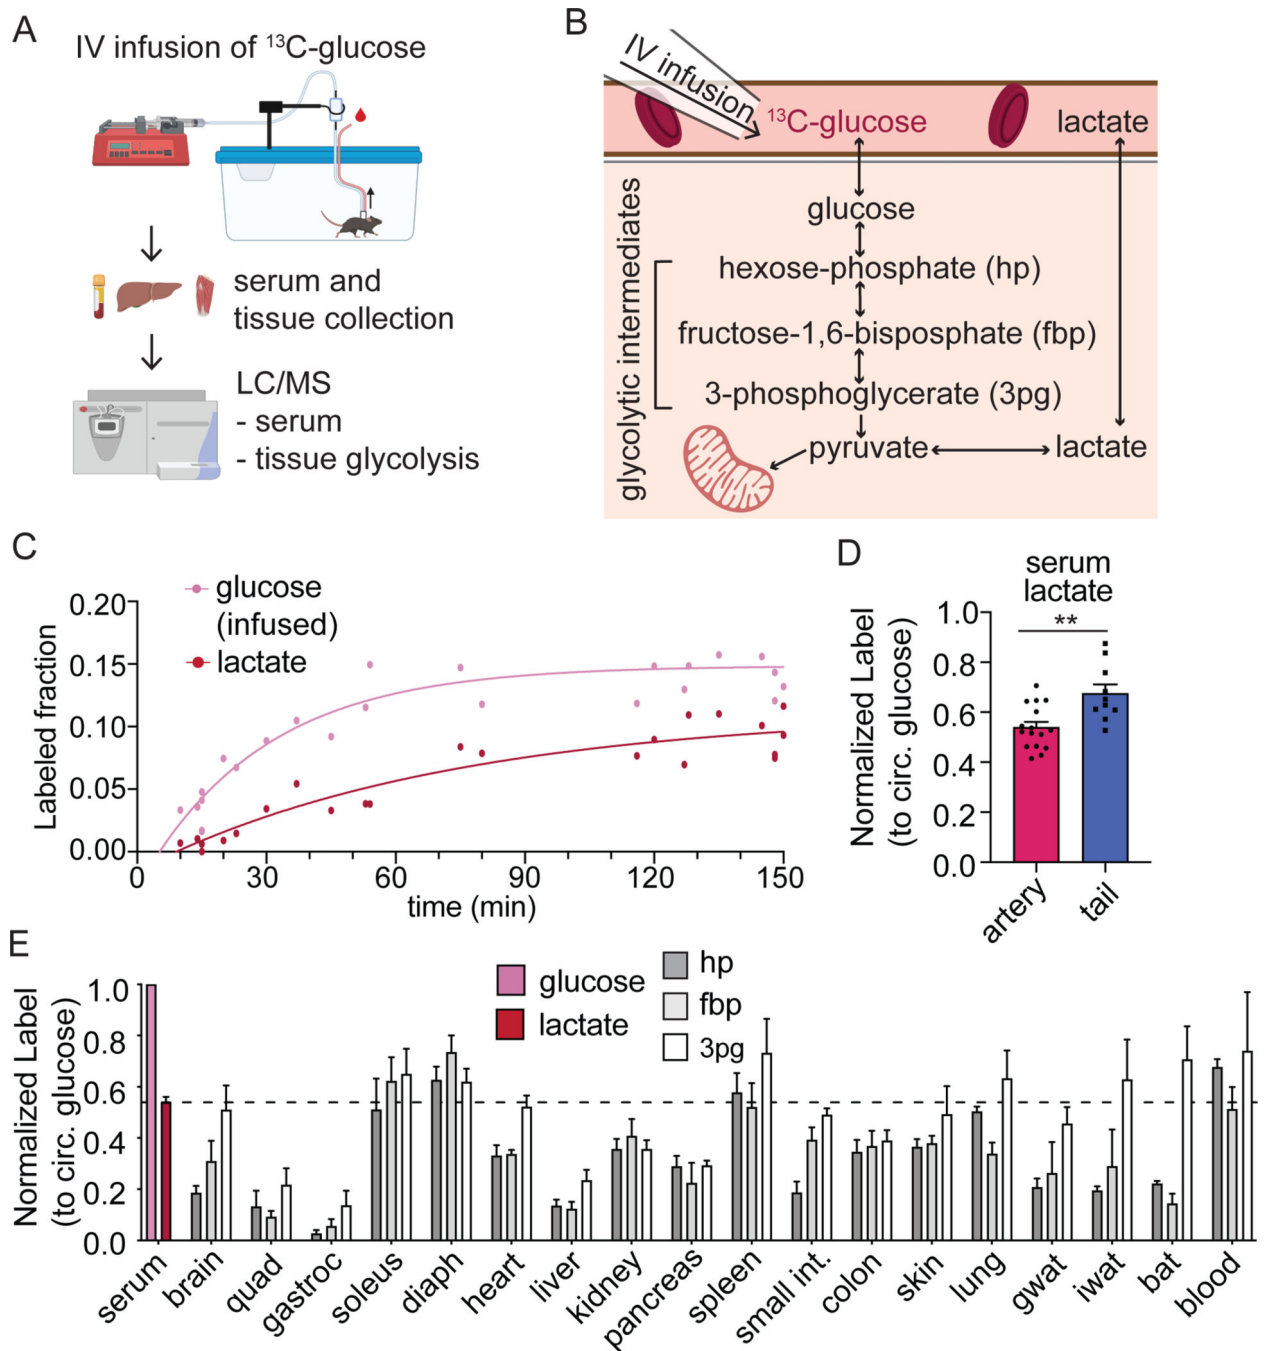 A
IV infusion of ¹³C-glucose
serum and
tissue collection
LC/MS
- serum
- tissue glycolysis
B
IV infusion
¹³C-glucose
lactate
glucose
hexose-phosphate (hp)
fructose-1,6-bisposphate (fbp)
3-phosphoglycerate (3pg)
pyruvate
lactate
glycolytic intermediates
C
glucose
(infused)
lactate
Labeled fraction
0.20
0.15
0.10
0.05
0.00
0 30 60 90 120 150
time (min)
D
serum
lactate
**
Normalized Label
(to circ. glucose)
1.0
0.8
0.6
0.4
0.2
0.0
artery
tail
E
glucose
lactate
hp
fbp
3pg
Normalized Label
(to circ. glucose)
1.0
0.8
0.6
0.4
0.2
0.0
serum
brain
quad
gastroc
soleus
diaph
heart
liver
kidney
pancreas
spleen
small int.
colon
skin
lung
gwat
iwat
bat
blood